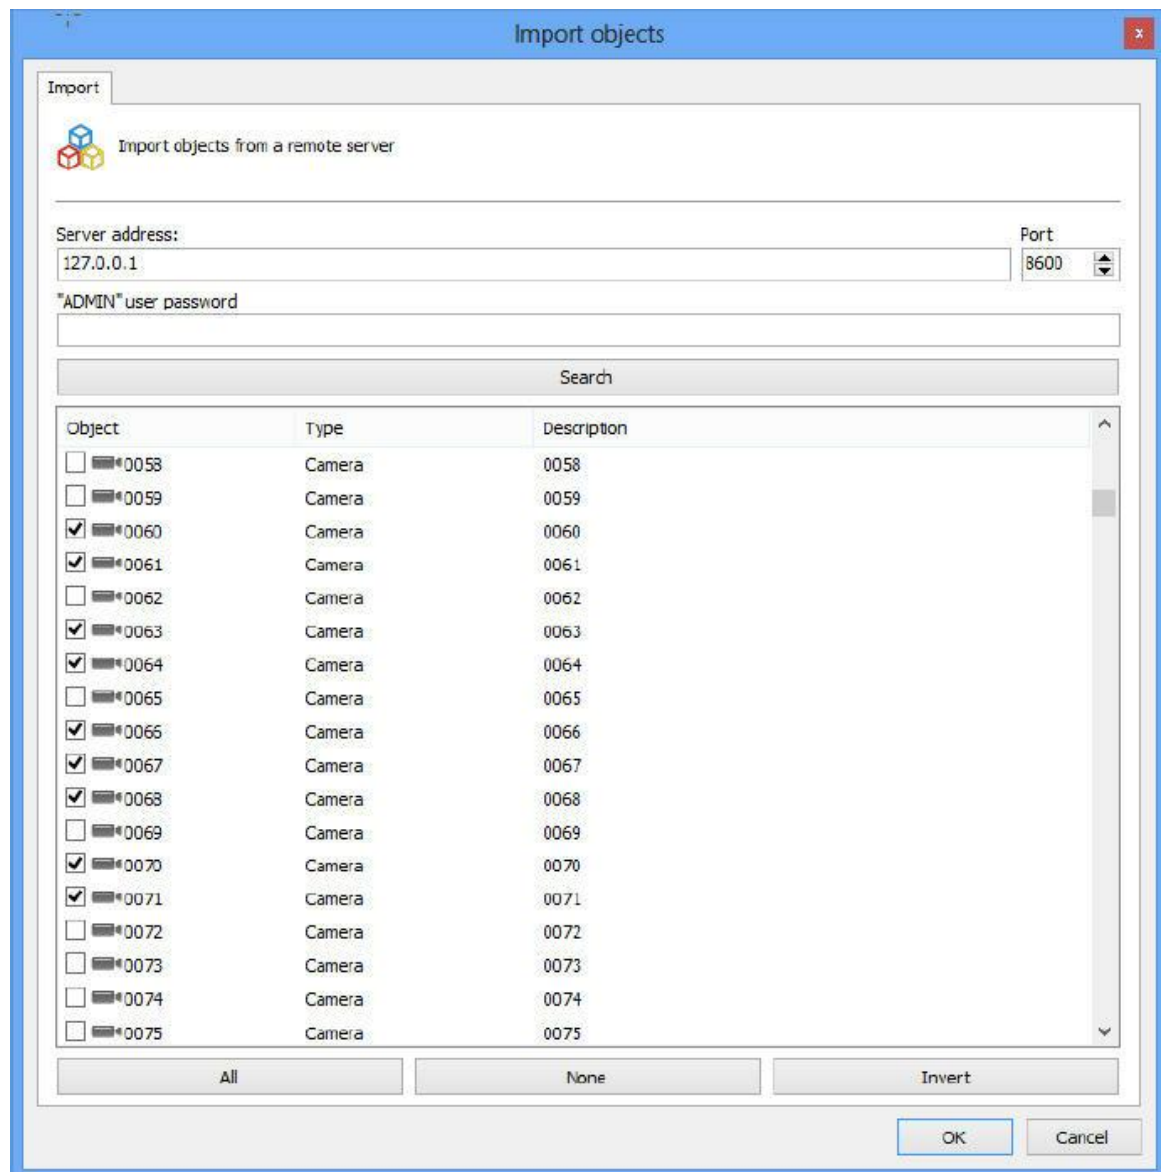 Import objects
x
Import
Import objects from a remote server
Server address: Port
127.0.0.1 8600
"ADMIN" user password
Search
Object Type Description
0058 Camera 0058
0059 Camera 0059
0060 Camera 0060
0061 Camera 0061
0062 Camera 0062
0063 Camera 0063
0064 Camera 0064
0065 Camera 0065
0066 Camera 0066
0067 Camera 0067
0068 Camera 0068
0069 Camera 0069
0070 Camera 0070
0071 Camera 0071
0072 Camera 0072
0073 Camera 0073
0074 Camera 0074
0075 Camera 0075
All None Invert
OK Cancel